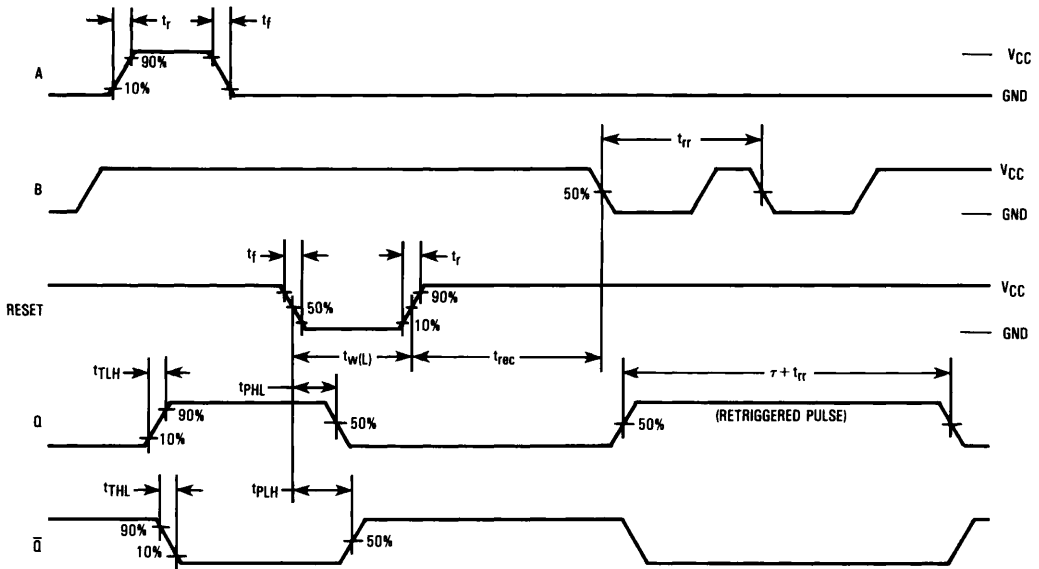 tr tf
A 90% 10% VCC GND
trr
B 50% VCC GND
tf tr
RESET 50% 90% 10% VCC GND
tw(L) trec
tTLH tPHL τ + trr
Q 90% 10% 50% 50% (RETRIGGERED PULSE)
tTHL tPLH
Q̅ 90% 10% 50%